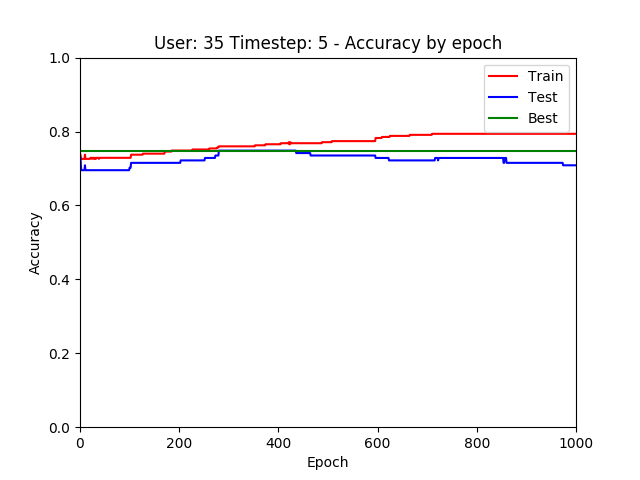 User: 35 Timestep: 5 - Accuracy by epoch
1.0
0.8
0.6
0.4
0.2
0.0
Accuracy
Train
Test
Best
0 200 400 600 800 1000
Epoch